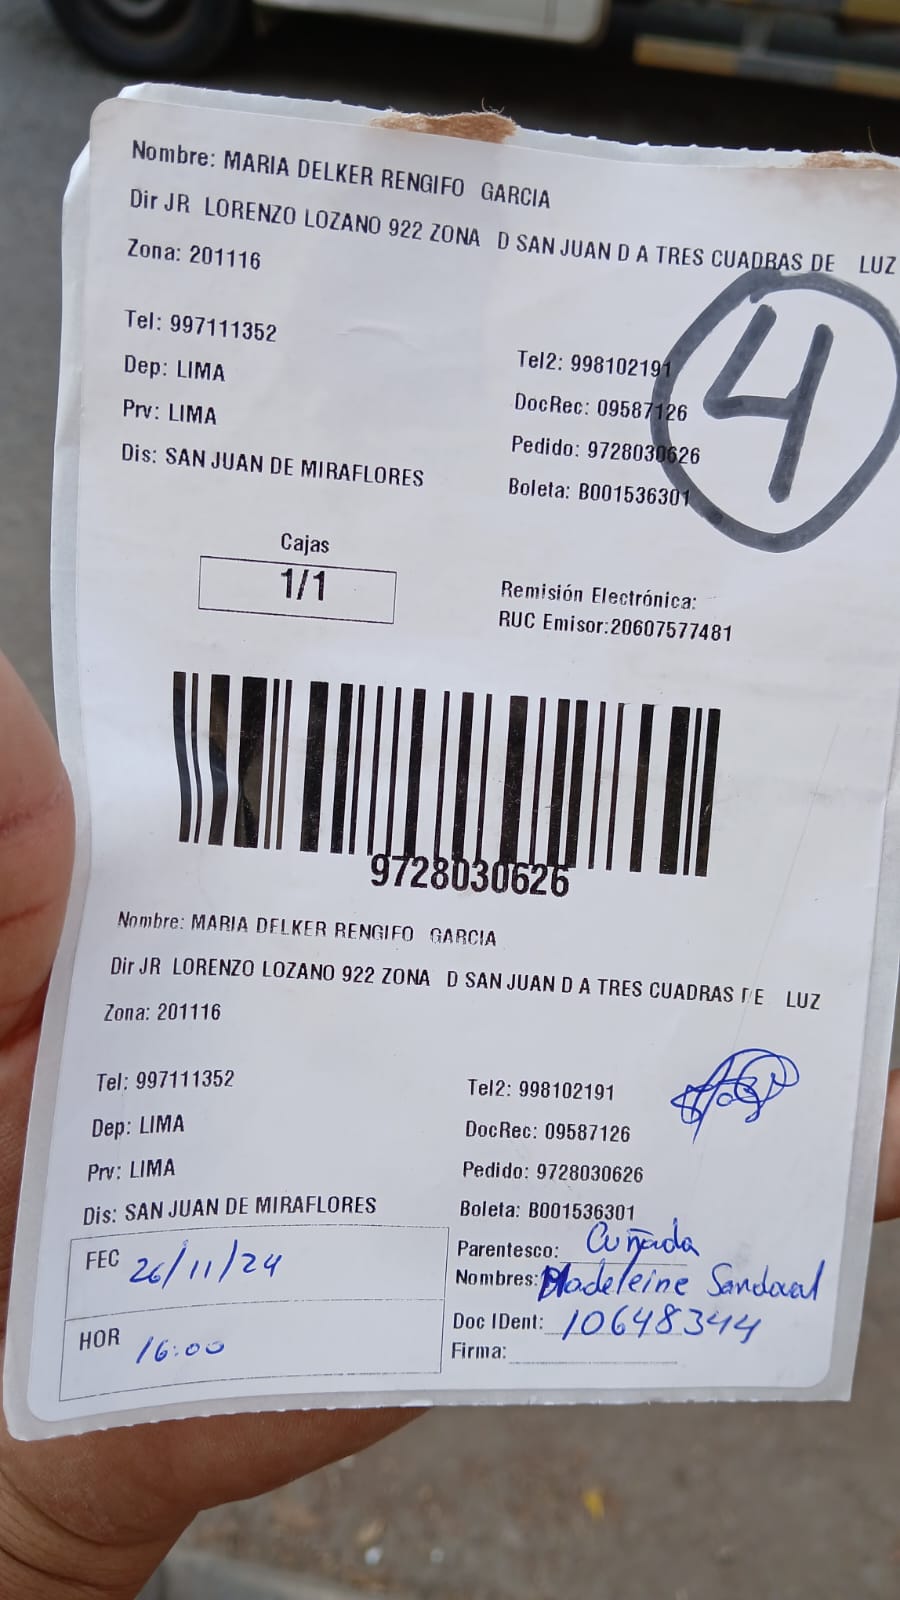 Nombre: MARIA DELKER RENGIFO GARCIA
Dir JR LORENZO LOZANO 922 ZONA D SAN JUAN D A TRES CUADRAS DE LUZ
Zona: 201116
4
Tel: 997111352
Tel2: 998102191
Dep: LIMA
DocRec: 09587126
Prv: LIMA
Pedido: 9728030626
Dis: SAN JUAN DE MIRAFLORES
Boleta: B001536301
Cajas
1/1
Remisión Electrónica:
RUC Emisor:20607577481
9728030626
Nombre: MARIA DELKER RENGIFO GARCIA
Dir JR LORENZO LOZANO 922 ZONA D SAN JUAN D A TRES CUADRAS DE LUZ
Zona: 201116
Tel: 997111352
Tel2: 998102191
Dep: LIMA
DocRec: 09587126
Prv: LIMA
Pedido: 9728030626
Dis: SAN JUAN DE MIRAFLORES
Boleta: B001536301
FEC 26/11/24
Parentesco: Cuñada
Nombres: Madeleine Sandoval
HOR 16:00
Doc IDent: 10648344
Firma: